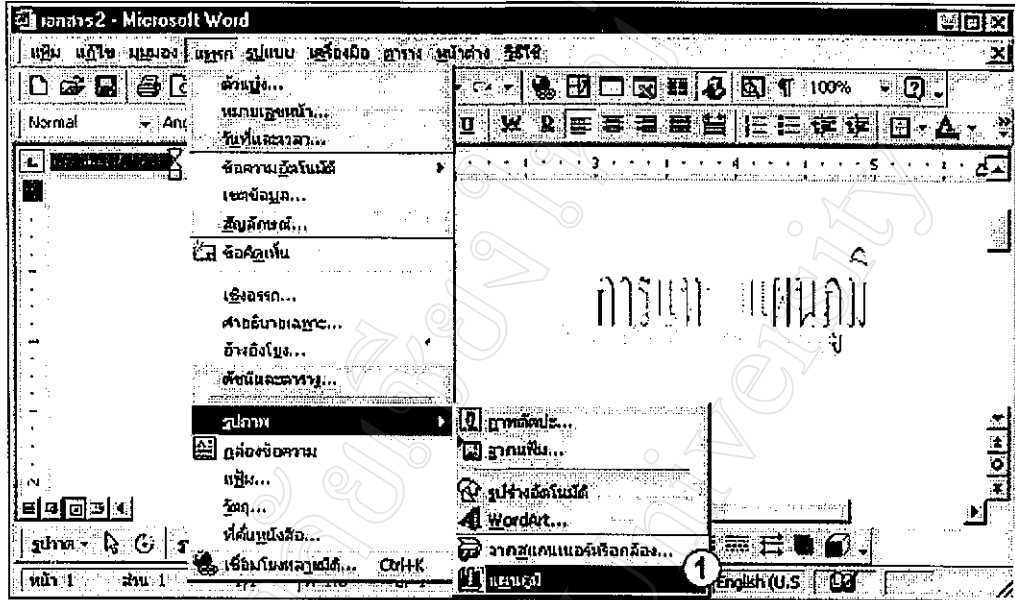 เอกสาร2 - Microsoft Word
แฟ้ม แก้ไข มุมมอง แทรก รูปแบบ เครื่องมือ ตาราง หน้าต่าง วิธีใช้
100%
Normal
ตัวแบ่ง...
หมายเลขหน้า...
วันที่และเวลา...
ข้อความอัตโนมัติ
เขตข้อมูล...
สัญลักษณ์...
ข้อคิดเห็น
เชิงอรรถ...
คำอธิบายเฉพาะ...
อ้างอิงโยง...
ดัชนีและตาราง...
รูปภาพ
กล่องข้อความ
แฟ้ม...
วัตถุ...
ที่คั่นหนังสือ...
เชื่อมโยงหลายมิติ... Ctrl+K
ภาพตัดปะ...
จากแฟ้ม...
รูปร่างอัตโนมัติ
WordArt...
จากสแกนเนอร์หรือกล้อง...
แผนภูมิ
1
3 4 5
รูปวาด
หน้า 1 ส่วน 1 1/1 English (U.S